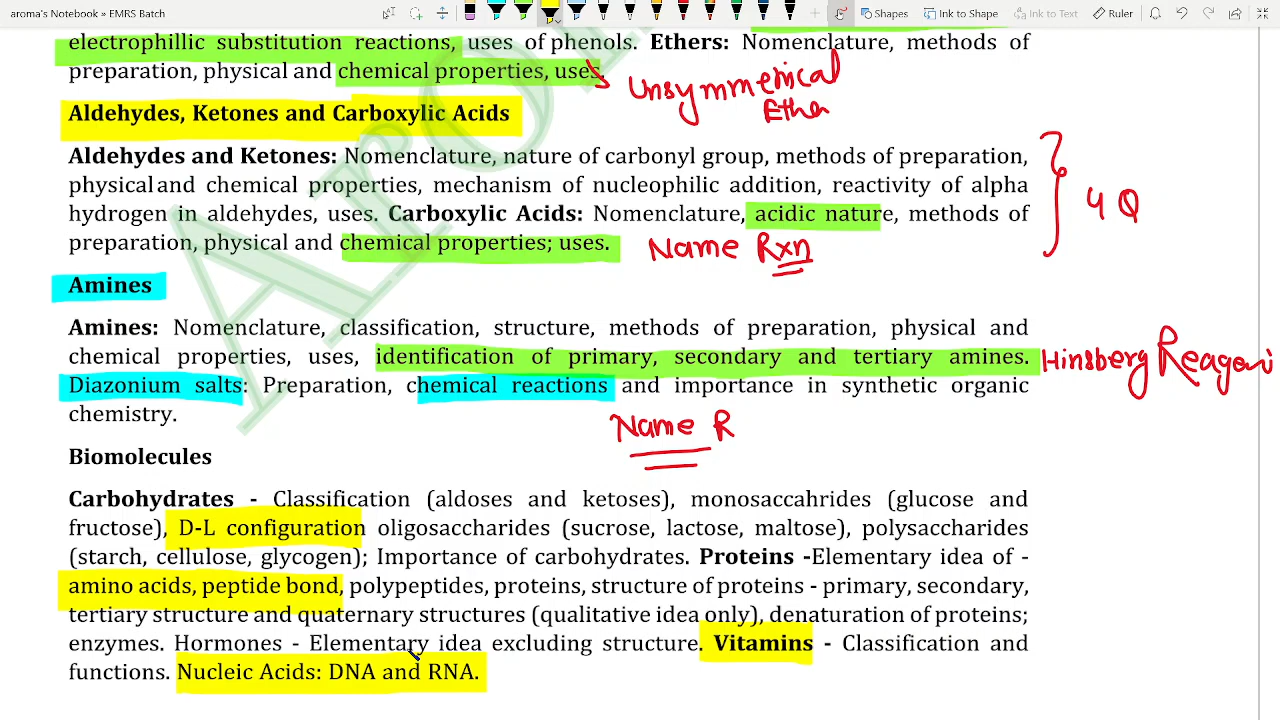 aroma's Notebook » EMRS Batch
Shapes Ink to Shape Ink to Text Ruler
electrophillic substitution reactions, uses of phenols. Ethers: Nomenclature, methods of
preparation, physical and chemical properties, uses.
Unsymmetrical
Ethe
Aldehydes, Ketones and Carboxylic Acids
Aldehydes and Ketones: Nomenclature, nature of carbonyl group, methods of preparation,
physical and chemical properties, mechanism of nucleophilic addition, reactivity of alpha
hydrogen in aldehydes, uses. Carboxylic Acids: Nomenclature, acidic nature, methods of
preparation, physical and chemical properties; uses.
4 Q
Name Rxn
Amines
Amines: Nomenclature, classification, structure, methods of preparation, physical and
chemical properties, uses, identification of primary, secondary and tertiary amines.
Hinsberg Reagent
Diazonium salts: Preparation, chemical reactions and importance in synthetic organic
chemistry.
Name R
Biomolecules
Carbohydrates - Classification (aldoses and ketoses), monosaccahrides (glucose and
fructose), D-L configuration oligosaccharides (sucrose, lactose, maltose), polysaccharides
(starch, cellulose, glycogen); Importance of carbohydrates. Proteins -Elementary idea of -
amino acids, peptide bond, polypeptides, proteins, structure of proteins - primary, secondary,
tertiary structure and quaternary structures (qualitative idea only), denaturation of proteins;
enzymes. Hormones - Elementary idea excluding structure. Vitamins - Classification and
functions. Nucleic Acids: DNA and RNA.